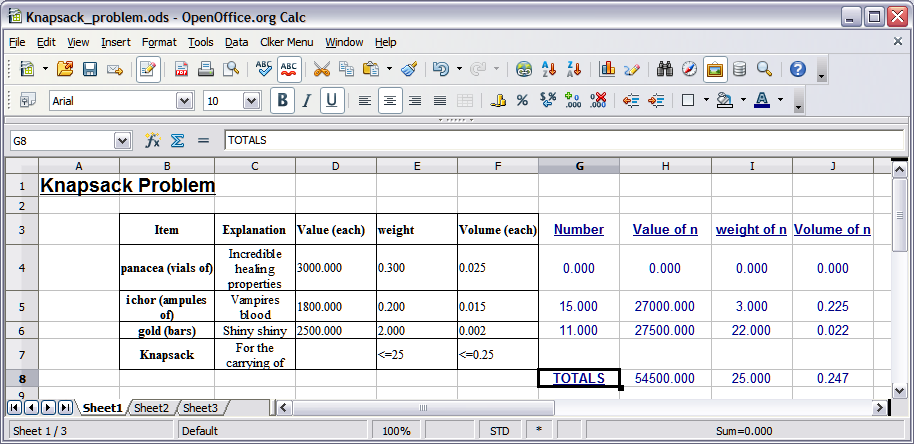 Knapsack_problem.ods - OpenOffice.org Calc
File Edit View Insert Format Tools Data Clker Menu Window Help
Arial 10 B I U
G8 TOTALS
A B C D E F G H I J
1 Knapsack Problem
2
3 Item Explanation Value (each) weight Volume (each) Number Value of n weight of n Volume of n
4 panacea (vials of) Incredible healing properties 3000.000 0.300 0.025 0.000 0.000 0.000 0.000
5 ichor (ampules of) Vampires blood 1800.000 0.200 0.015 15.000 27000.000 3.000 0.225
6 gold (bars) Shiny shiny 2500.000 2.000 0.002 11.000 27500.000 22.000 0.022
7 Knapsack For the carrying of <=25 <=0.25
8 TOTALS 54500.000 25.000 0.247
9
Sheet1 Sheet2 Sheet3
Sheet 1 / 3 Default 100% STD * Sum=0.000